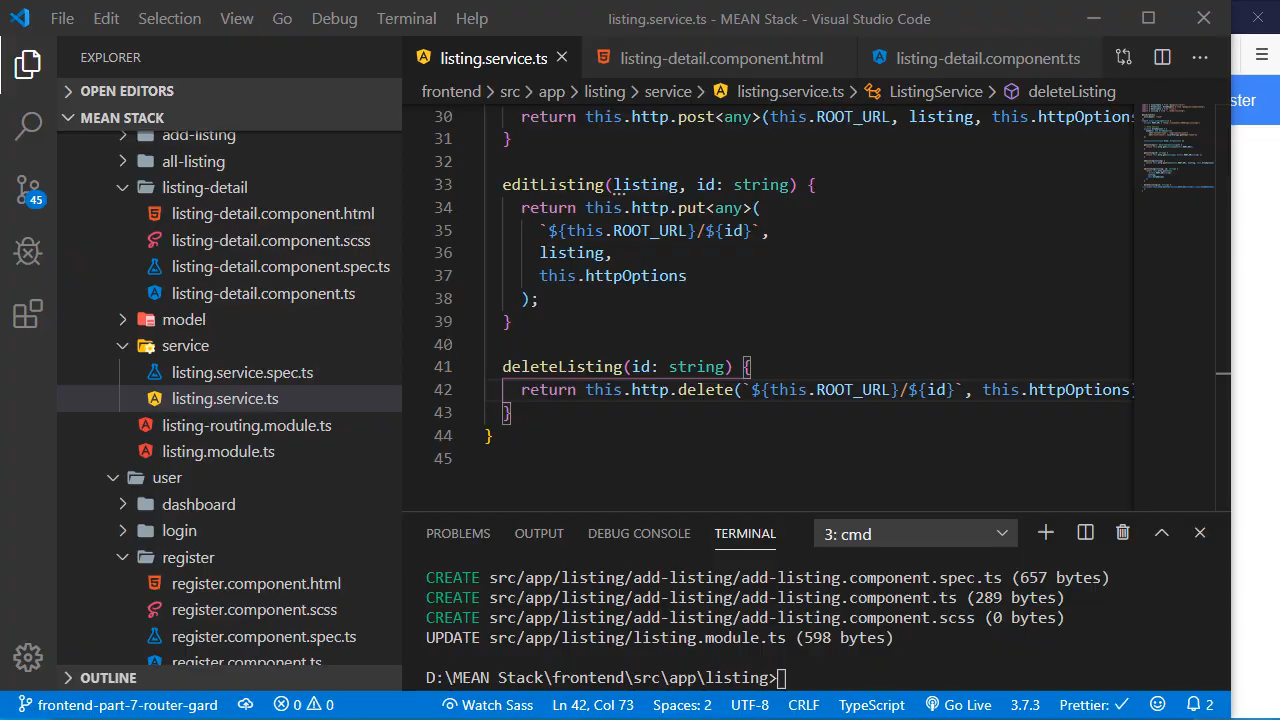 File Edit Selection View Go Debug Terminal Help
listing.service.ts - MEAN Stack - Visual Studio Code
EXPLORER
OPEN EDITORS
MEAN STACK
add-listing
all-listing
listing-detail
listing-detail.component.html
listing-detail.component.scss
listing-detail.component.spec.ts
listing-detail.component.ts
model
service
listing.service.spec.ts
listing.service.ts
listing-routing.module.ts
listing.module.ts
user
dashboard
login
register
register.component.html
register.component.scss
register.component.spec.ts
register.component.ts
OUTLINE
45
listing.service.ts listing-detail.component.html listing-detail.component.ts
frontend > src > app > listing > service > listing.service.ts > ListingService > deleteListing
30 return this.http.post<any>(this.ROOT_URL, listing, this.httpOptions
31 }
32
33 editListing(listing, id: string) {
34 return this.http.put<any>(
35 `${this.ROOT_URL}/${id}`,
36 listing,
37 this.httpOptions
38 );
39 }
40
41 deleteListing(id: string) {
42 return this.http.delete(`${this.ROOT_URL}/${id}`, this.httpOptions)
43 }
44 }
45
PROBLEMS OUTPUT DEBUG CONSOLE TERMINAL 3: cmd
CREATE src/app/listing/add-listing/add-listing.component.spec.ts (657 bytes)
CREATE src/app/listing/add-listing/add-listing.component.ts (289 bytes)
CREATE src/app/listing/add-listing/add-listing.component.scss (0 bytes)
UPDATE src/app/listing/listing.module.ts (598 bytes)
D:\MEAN Stack\frontend\src\app\listing>
frontend-part-7-router-gard 0 0 Watch Sass Ln 42, Col 73 Spaces: 2 UTF-8 CRLF TypeScript Go Live 3.7.3 Prettier: ✓ 2
ster